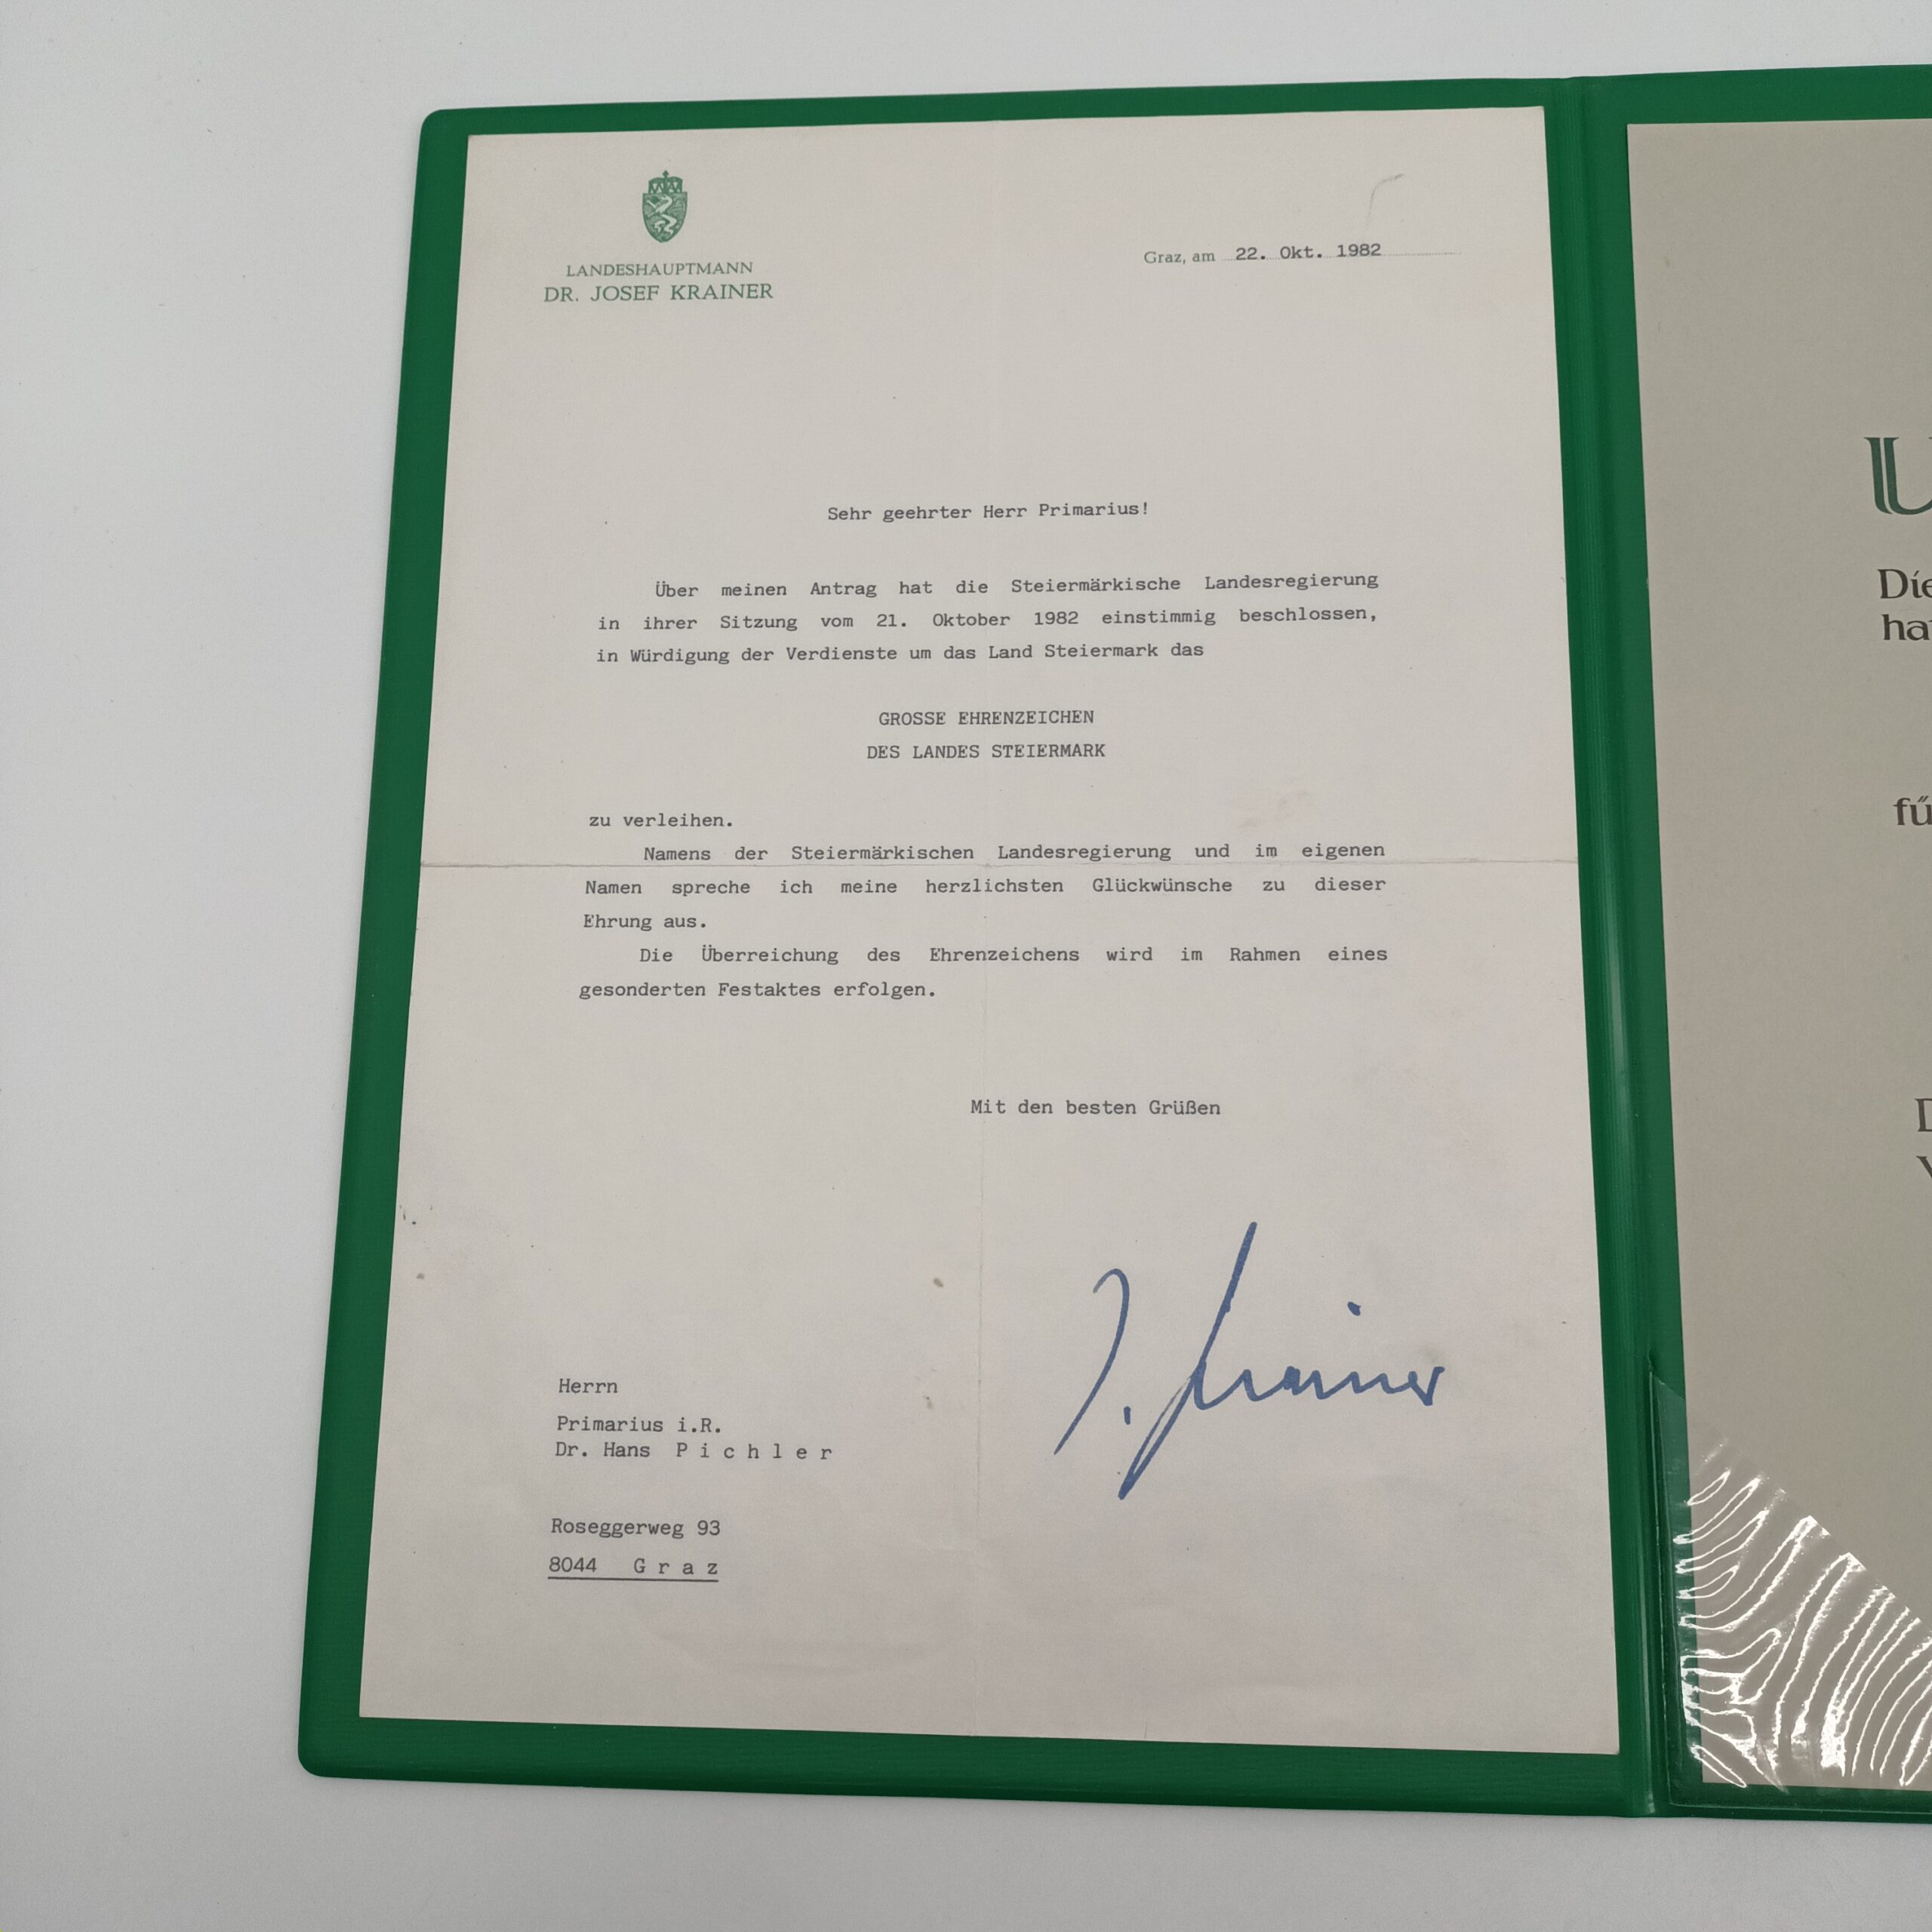 LANDESHAUPTMANN
DR. JOSEF KRAINER
Graz, am 22. Okt. 1982
Sehr geehrter Herr Primarius!
Über meinen Antrag hat die Steiermärkische Landesregierung
in ihrer Sitzung vom 21. Oktober 1982 einstimmig beschlossen,
in Würdigung der Verdienste um das Land Steiermark das
GROSSE EHRENZEICHEN
DES LANDES STEIERMARK
zu verleihen.
Namens der Steiermärkischen Landesregierung und im eigenen
Namen spreche ich meine herzlichsten Glückwünsche zu dieser
Ehrung aus.
Die Überreichung des Ehrenzeichens wird im Rahmen eines
gesonderten Festaktes erfolgen.
Mit den besten Grüßen
J. Krainer
Herrn
Primarius i.R.
Dr. Hans P i c h l e r
Roseggerweg 93
8044 G r a z